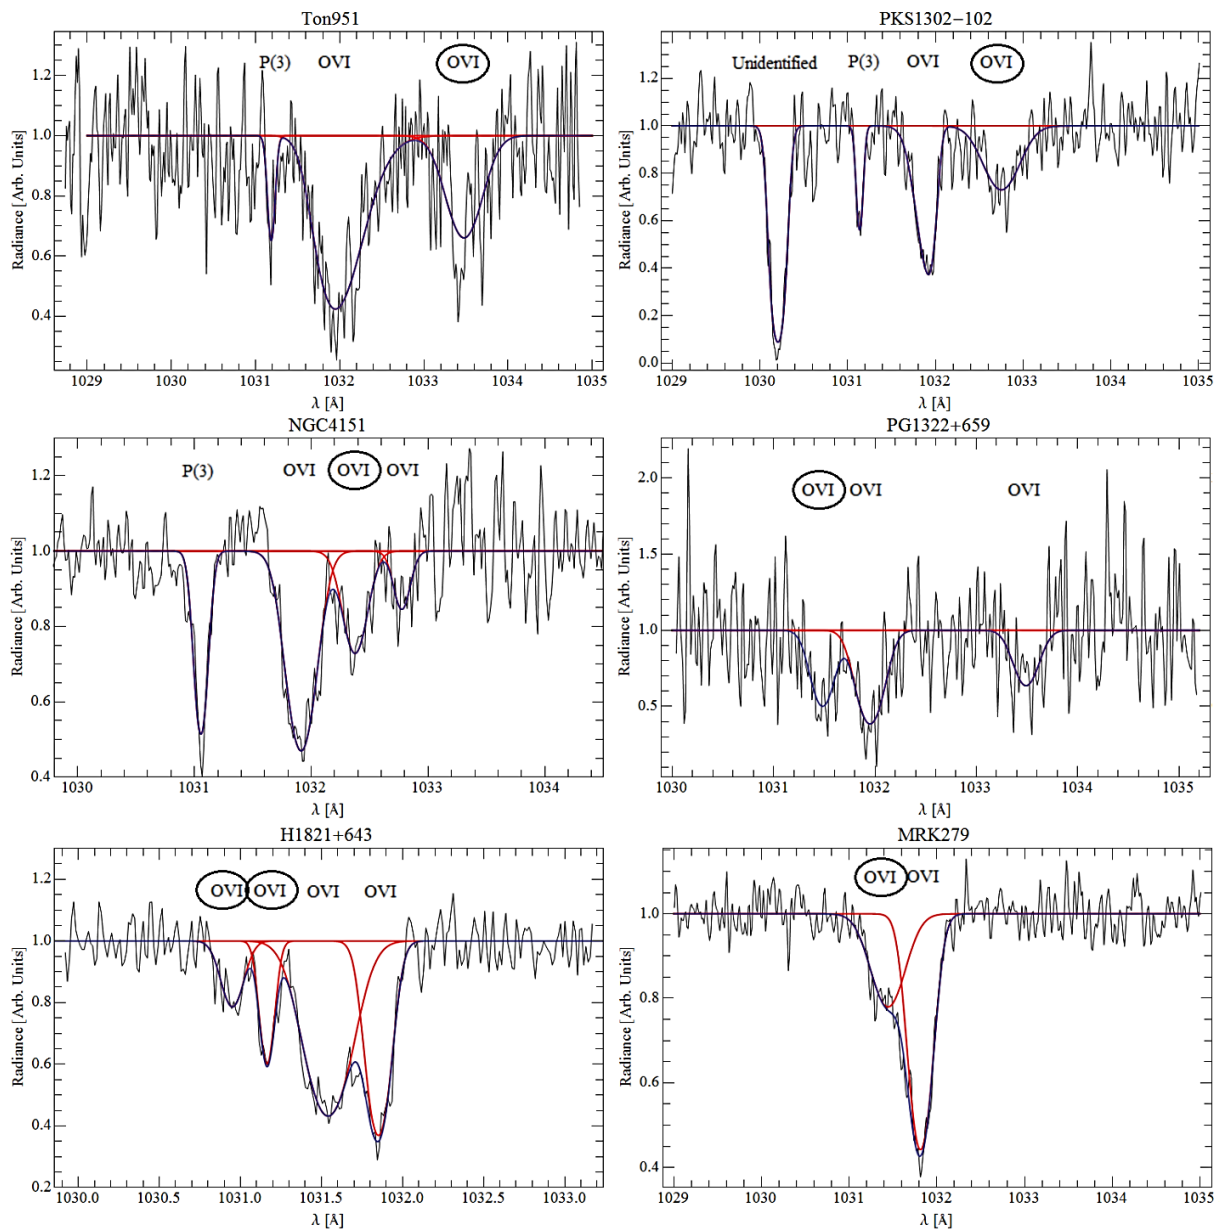 Ton951
P(3) OVI OVI
Radiance [Arb. Units]
1.2
1.0
0.8
0.6
0.4
1029 1030 1031 1032 1033 1034 1035
λ [Å]
PKS1302−102
Unidentified P(3) OVI OVI
Radiance [Arb. Units]
1.2
1.0
0.8
0.6
0.4
0.2
0.0
1029 1030 1031 1032 1033 1034 1035
λ [Å]
NGC4151
P(3) OVI OVI OVI
Radiance [Arb. Units]
1.2
1.0
0.8
0.6
0.4
1030 1031 1032 1033 1034
λ [Å]
PG1322+659
OVI OVI OVI
Radiance [Arb. Units]
2.0
1.5
1.0
0.5
1030 1031 1032 1033 1034 1035
λ [Å]
H1821+643
OVI OVI OVI OVI
Radiance [Arb. Units]
1.2
1.0
0.8
0.6
0.4
0.2
1030.0 1030.5 1031.0 1031.5 1032.0 1032.5 1033.0
λ [Å]
MRK279
OVI OVI
Radiance [Arb. Units]
1.0
0.8
0.6
0.4
1029 1030 1031 1032 1033 1034 1035
λ [Å]